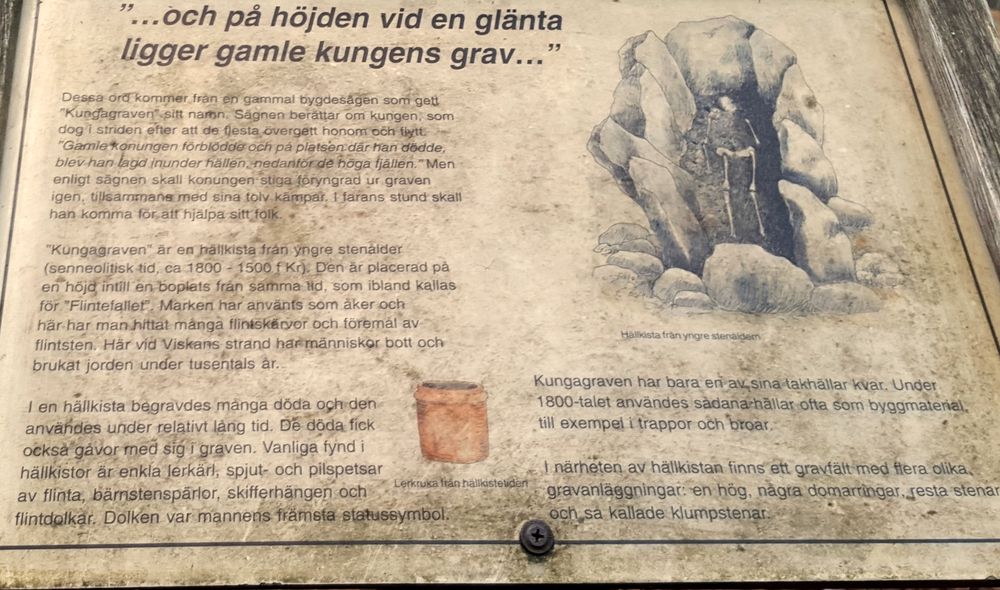 ”...och på höjden vid en glänta
ligger gamle kungens grav...”
Dessa ord kommer från en gammal bygdesägen som gett
"Kungagraven" sitt namn. Sägnen berättar om kungen, som
dog i striden efter att de flesta övergett honom och flytt.
"Gamle konungen förblödde och på platsen där han dödde,
blev han lagd inunder hällen, nedanför de höga fjällen." Men
enligt sägnen skall konungen stiga föryngrad ur graven
igen, tillsammans med sina tolv kämpar. I farans stund skall
han komma för att hjälpa sitt folk.
"Kungagraven" är en hällkista från yngre stenålder
(senneolitisk tid, ca 1800 - 1500 f Kr). Den är placerad på
en höjd intill en boplats från samma tid, som ibland kallas
för "Flintefallet". Marken har använts som åker och
här har man hittat många flintskärvor och föremål av
flintsten. Här vid Viskans strand har människor bott och
brukat jorden under tusentals år.
I en hällkista begravdes många döda och den
användes under relativt lång tid. De döda fick
också gåvor med sig i graven. Vanliga fynd i
hällkistor är enkla lerkärl, spjut- och pilspetsar
av flinta, bärnstenspärlor, skifferhängen och
flintdolkar. Dolken var mannens främsta statussymbol.
Lerkruka från hällkistetiden
Hällkista från yngre stenåldern
Kungagraven har bara en av sina takhällar kvar. Under
1800-talet användes sådana hällar ofta som byggmaterial,
till exempel i trappor och broar.
I närheten av hällkistan finns ett gravfält med flera olika
gravanläggningar: en hög, några domarringar, resta stenar
och så kallade klumpstenar.